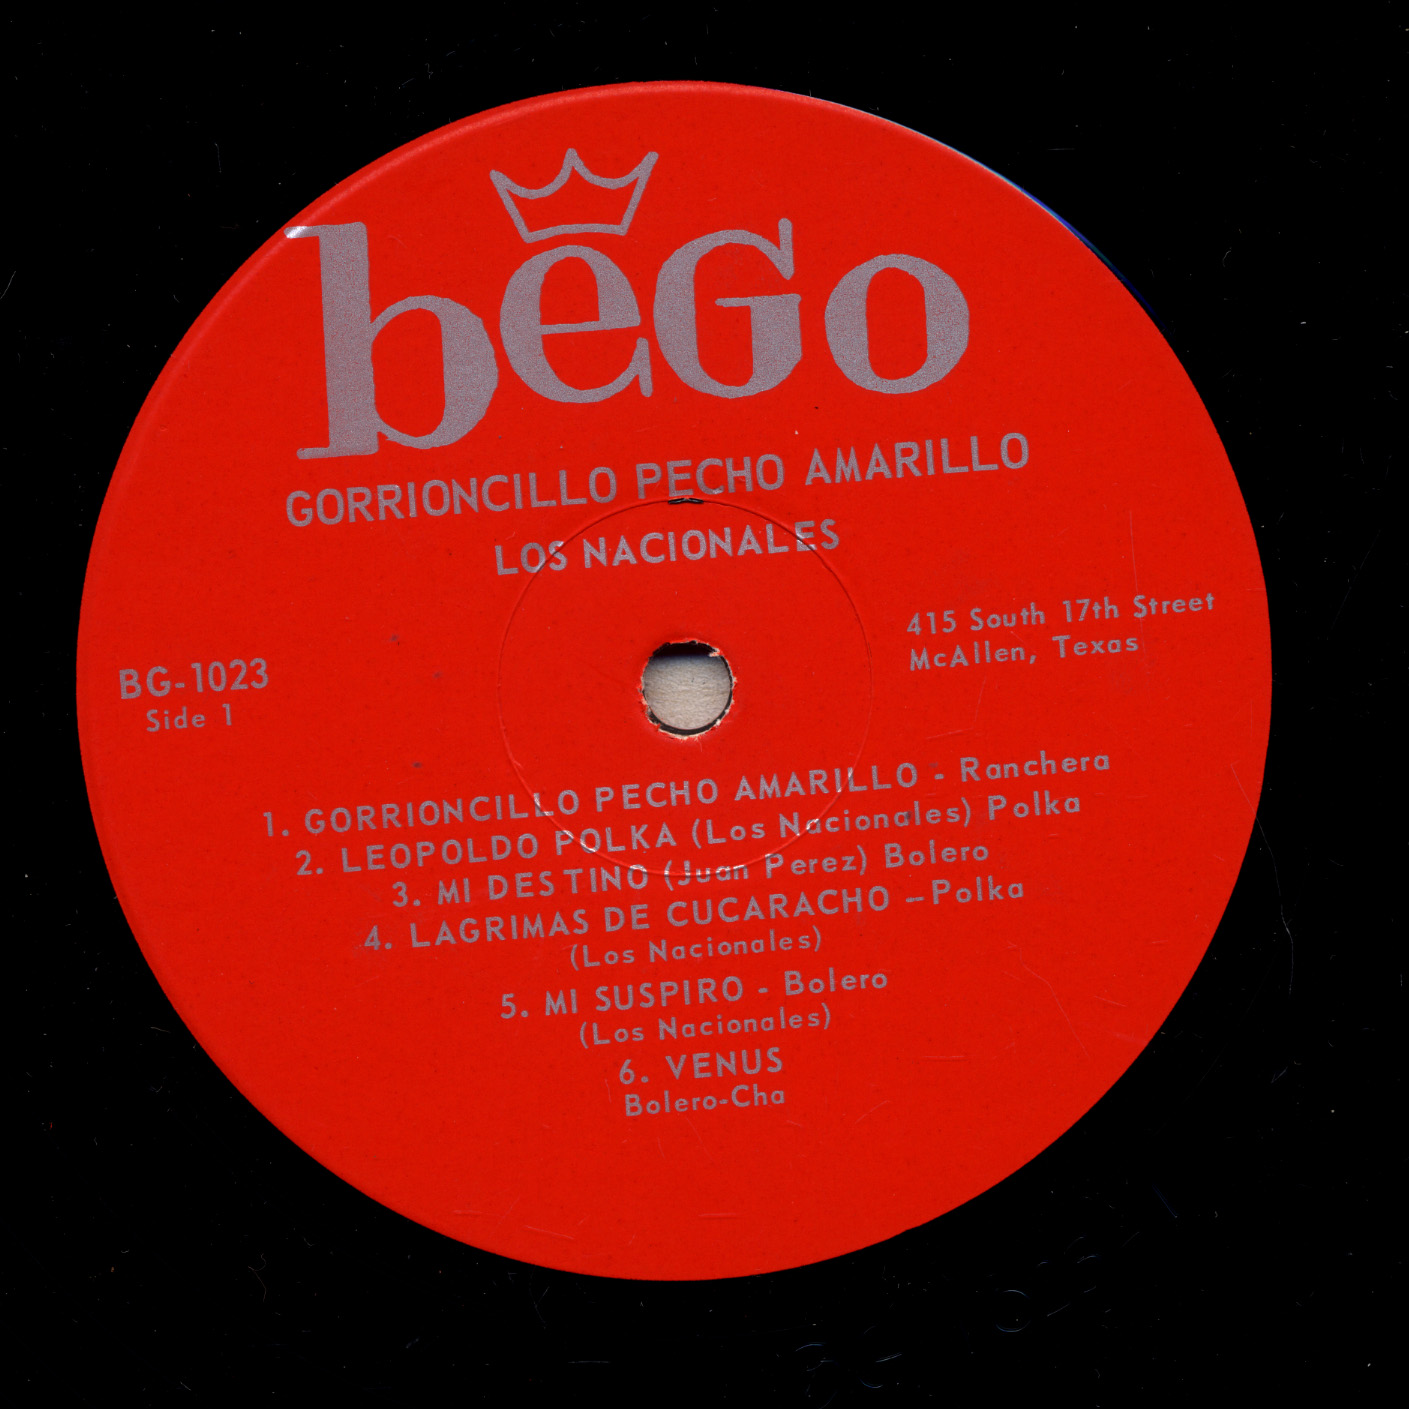 beGo
GORRIONCILLO PECHO AMARILLO
LOS NACIONALES
415 South 17th Street
McAllen, Texas
BG-1023
Side 1
1. GORRIONCILLO PECHO AMARILLO - Ranchera
2. LEOPOLDO POLKA (Los Nacionales) Polka
3. MI DESTINO (Juan Perez) Bolero
4. LAGRIMAS DE CUCARACHO - Polka
(Los Nacionales)
5. MI SUSPIRO - Bolero
(Los Nacionales)
6. VENUS
Bolero-Cha